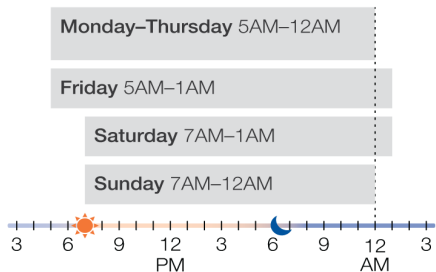 Monday–Thursday 5AM–12AM
Friday 5AM–1AM
Saturday 7AM–1AM
Sunday 7AM–12AM
3 6 9 12 3 6 9 12 3
PM AM